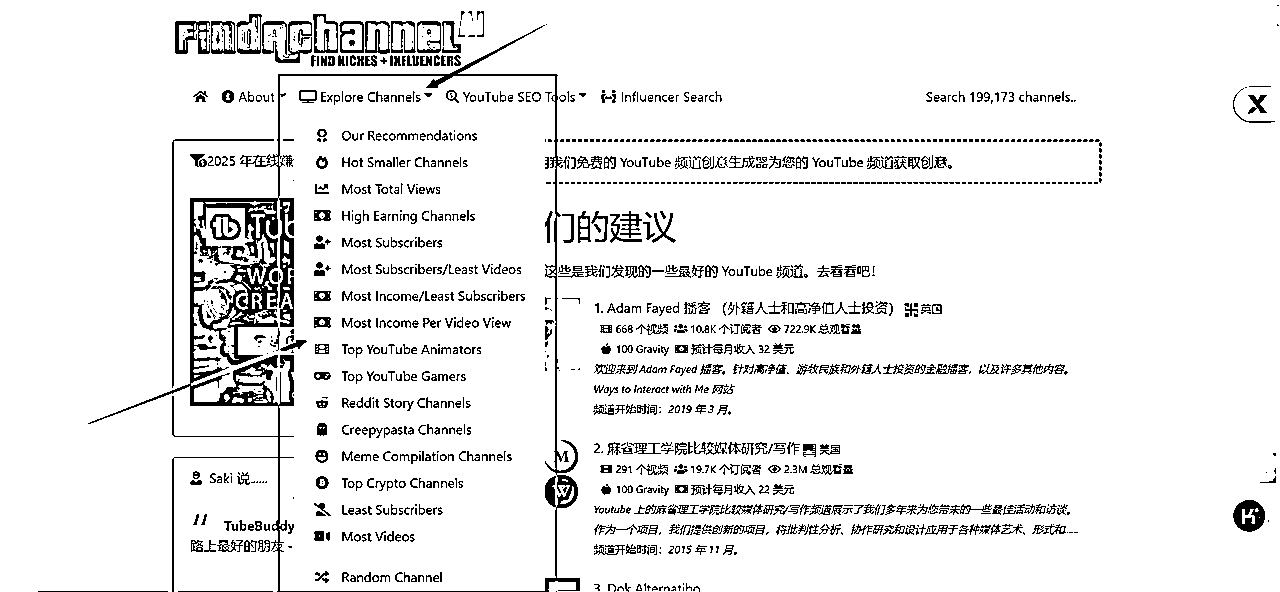 FindAchannel
FIND NICHES + INFLUENCERS
About
Explore Channels
YouTube SEO Tools
Influencer Search
Search 199,173 channels..
X
Our Recommendations
Hot Smaller Channels
Most Total Views
High Earning Channels
Most Subscribers
Most Subscribers/Least Videos
Most Income/Least Subscribers
Most Income Per Video View
Top YouTube Animators
Top YouTube Gamers
Reddit Story Channels
Creepypasta Channels
Meme Compilation Channels
Top Crypto Channels
Least Subscribers
Most Videos
Random Channel
2025 年在线
我们免费的 YouTube 频道创意生成器为您的 YouTube 频道获取创意。
tb
们的建议
这些是我们发现的一些最好的 YouTube 频道。去看看吧！
1. Adam Fayed 播客 （外籍人士和高净值人士投资） 英国
668 个视频 10.8K 个订阅者 722.9K 总观看量
100 Gravity 预计每月收入 32 美元
欢迎来到 Adam Fayed 播客。针对高净值、游牧民族和外籍人士投资的金融播客，以及许多其他内容。
Ways to Interact with Me 网站
频道开始时间：2019 年 3 月。
2. 麻省理工学院比较媒体研究/写作 美国
291 个视频 19.7K 个订阅者 2.3M 总观看量
100 Gravity 预计每月收入 22 美元
Youtube 上的麻省理工学院比较媒体研究/写作频道展示了我们多年来为您带来的一些最佳活动和访谈。
作为一个项目，我们提供创新的项目，将批判性分析、协作研究和设计应用于各种媒体艺术、形式和......
频道开始时间：2015 年 11 月。
3. Dok Alternatibo
Saki 说......
TubeBuddy
路上最好的朋友 -